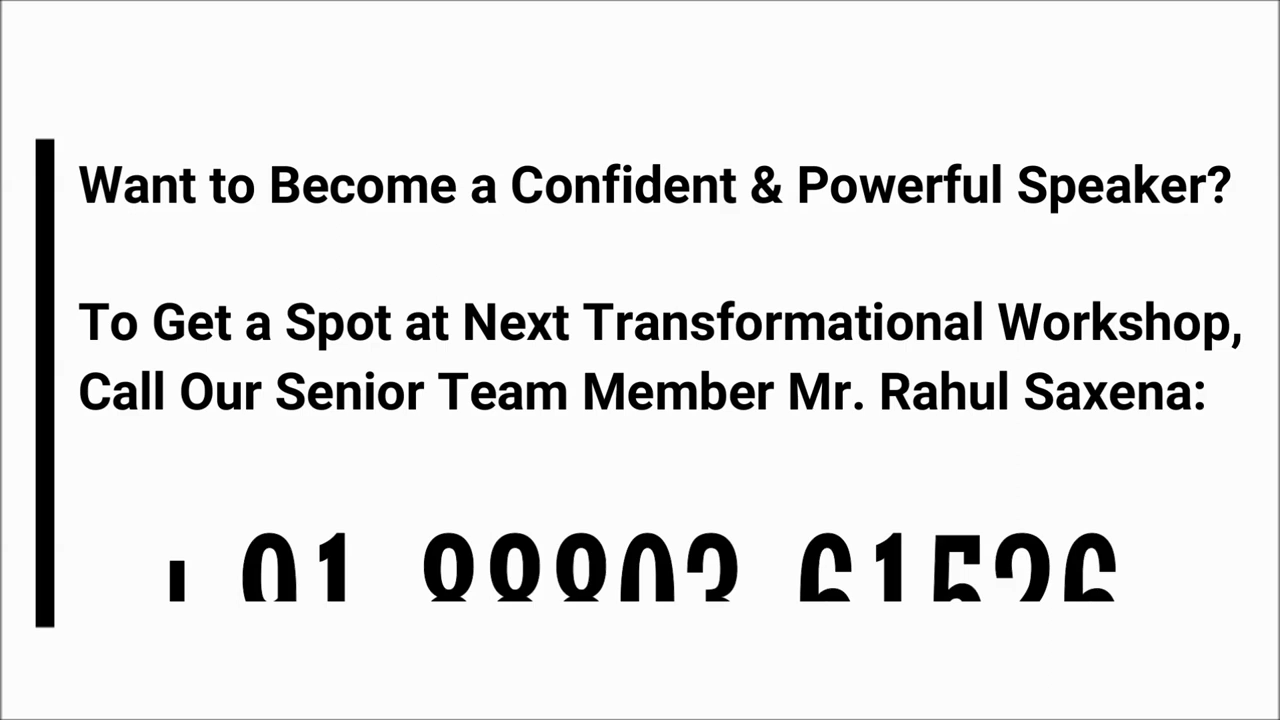 Want to Become a Confident & Powerful Speaker?
To Get a Spot at Next Transformational Workshop,
Call Our Senior Team Member Mr. Rahul Saxena: